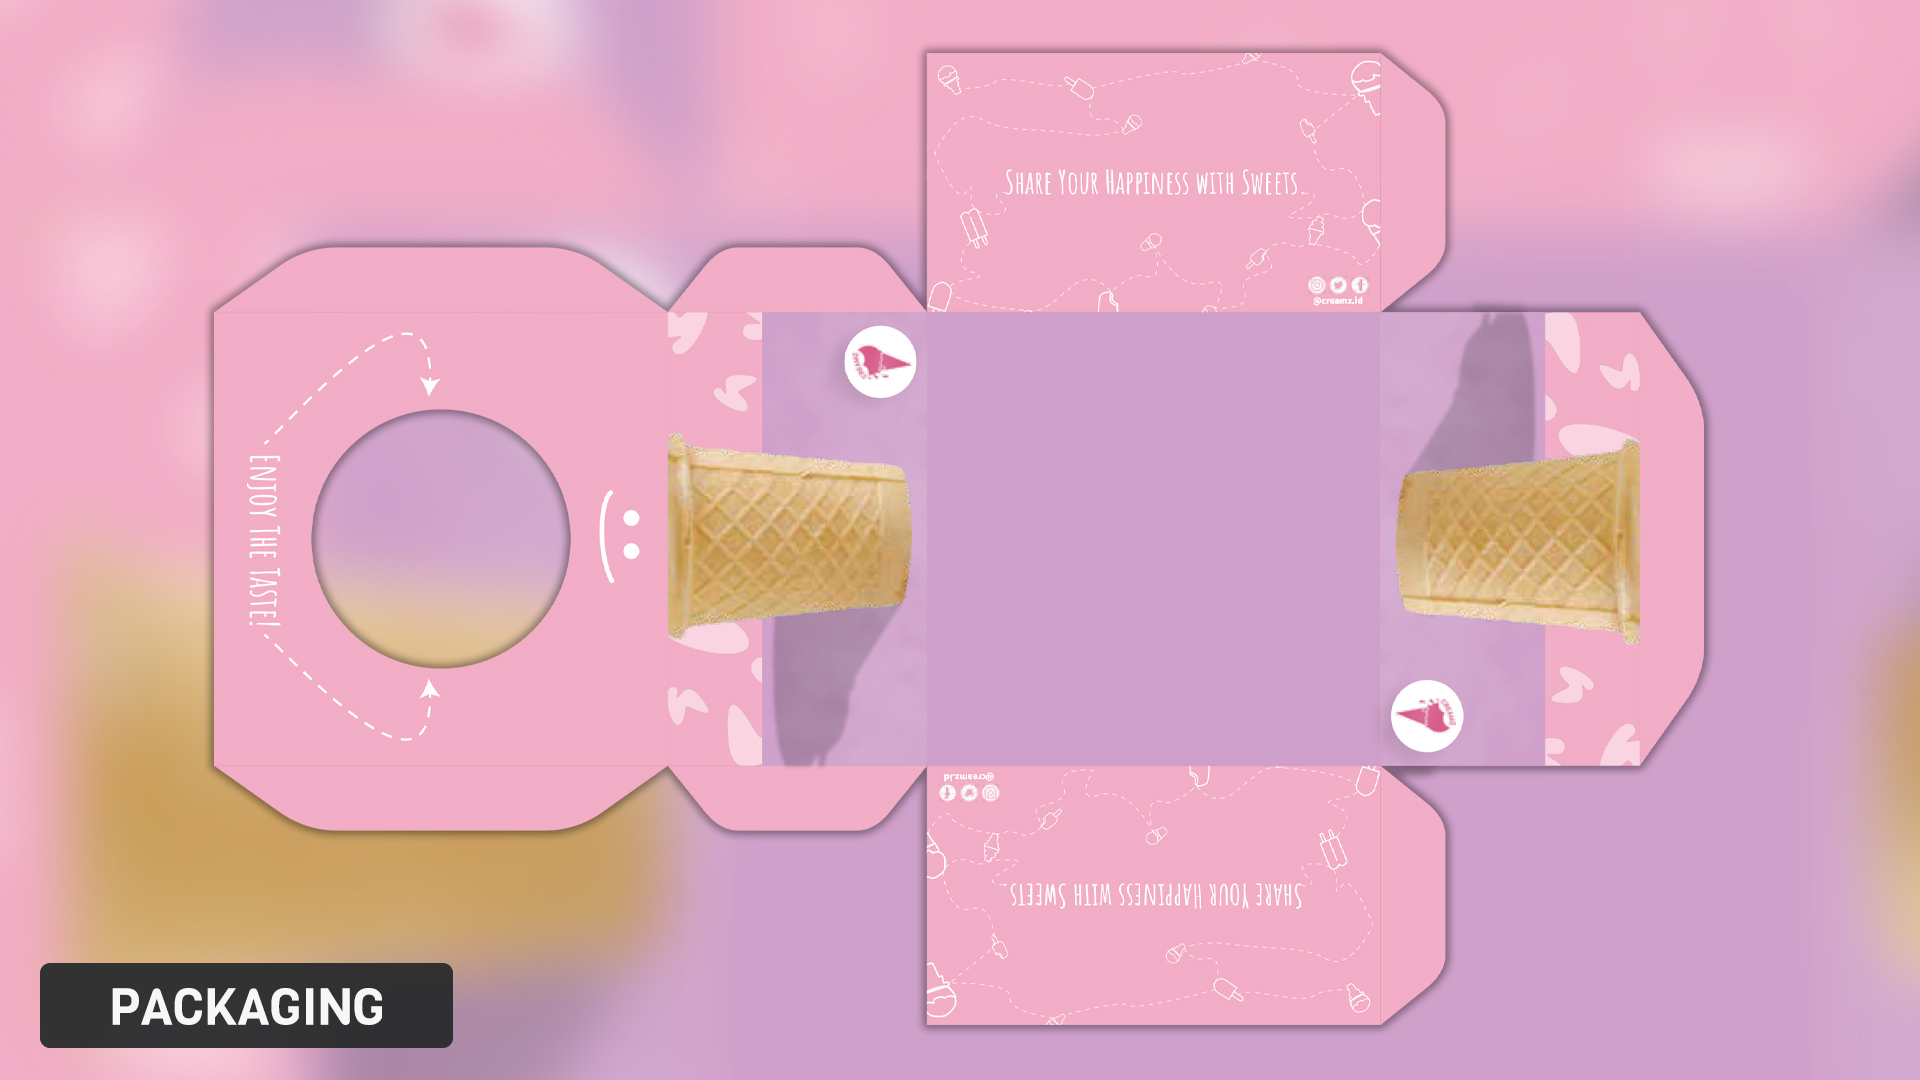 Share Your Happiness with Sweets
@creamz.id
Enjoy The Taste!
@creamz.id
Share Your Happiness with Sweets
PACKAGING